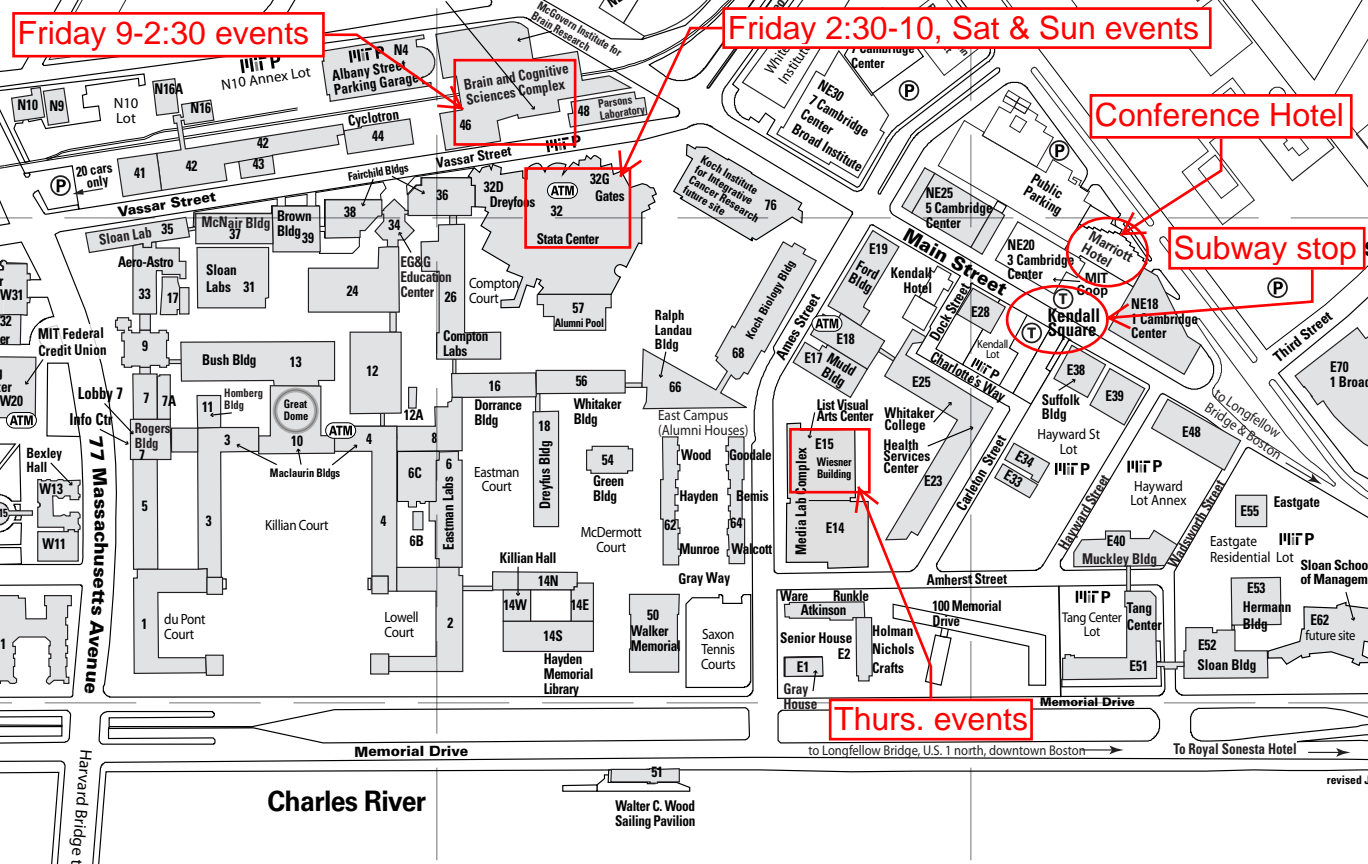 Friday 9-2:30 events
Friday 2:30-10, Sat & Sun events
Conference Hotel
Subway stop
Thurs. events
McGovern Institute for
Brain Research
N10 Annex Lot
N4
Albany Street
Parking Garage
N10
N9
N10
Lot
N16A
N16
Brain and Cognitive
Sciences Complex
46
48
Parsons
Laboratory
Cyclotron
44
42
42
43
41
20 cars
only
P
Vassar Street
Vassar Street
Fairchild Bldgs
36
32D
Dreyfoos
ATM
32G
Gates
32
Stata Center
Koch Institute
for Integrative
Cancer Research
future site
76
NE30
7 Cambridge
Center
Broad Institute
Cambridge
Center
P
P
Public
Parking
NE25
5 Cambridge
Center
NE20
3 Cambridge
Center
Marriott
Hotel
MIT
Coop
T
T
Kendall
Square
NE18
1 Cambridge
Center
P
Third Street
E70
Main Street
Sloan Lab
35
McNair Bldg
37
Brown
Bldg
39
38
34
EG&G
Education
Center
Aero-Astro
33
17
Sloan
Labs
31
24
26
Compton
Court
57
Alumni Pool
Compton
Labs
Koch Biology Bldg
68
Ames Street
E19
Ford Bldg
Kendall
Hotel
Dock Street
E28
Kendall
Lot
ATM
E18
E17
Mudd
Bldg
Charlotte's Way
E25
E38
Suffolk
Bldg
E39
W31
32
MIT Federal
Credit Union
W20
ATM
9
Bush Bldg
13
12
12A
Ralph
Landau
Bldg
66
16
Dorrance
Bldg
56
Whitaker
Bldg
East Campus
(Alumni Houses)
Lobby 7
7
7A
Info Ctr
Rogers
Bldg
7
11
Homberg
Bldg
Great
Dome
10
ATM
3
4
Maclaurin Bldgs
8
6C
6
6B
Eastman Labs
Eastman
Court
18
Dreyfus Bldg
54
Green
Bldg
McDermott
Court
Wood
Goodale
Hayden
Bemis
62
64
Munroe
Walcott
Gray Way
List Visual
Arts Center
E15
Wiesner
Building
Media Lab Complex
E14
Whitaker
College
Health
Services
Center
E23
Carleton Street
Hayward St
Lot
E34
E33
Hayward Street
Hayward
Lot Annex
E48
Wadsworth Street
to Longfellow
Bridge & Boston
E55
Eastgate
Eastgate
Residential Lot
E40
Muckley Bldg
Bexley
Hall
W13
W11
77 Massachusetts Avenue
5
3
Killian Court
4
1
du Pont
Court
Lowell
Court
2
Killian Hall
14N
14W
14E
14S
Hayden
Memorial
Library
50
Walker
Memorial
Saxon
Tennis
Courts
Amherst Street
Ware
Runkle
Atkinson
Senior House
E2
Holman
Nichols
Crafts
E1
Gray
House
100 Memorial
Drive
Tang Center
Lot
Tang
Center
E51
E52
Sloan Bldg
E53
Hermann
Bldg
E62
future site
Memorial Drive
Memorial Drive
to Longfellow Bridge, U.S. 1 north, downtown Boston
To Royal Sonesta Hotel
Harvard Bridge
Charles River
51
Walter C. Wood
Sailing Pavilion
revised